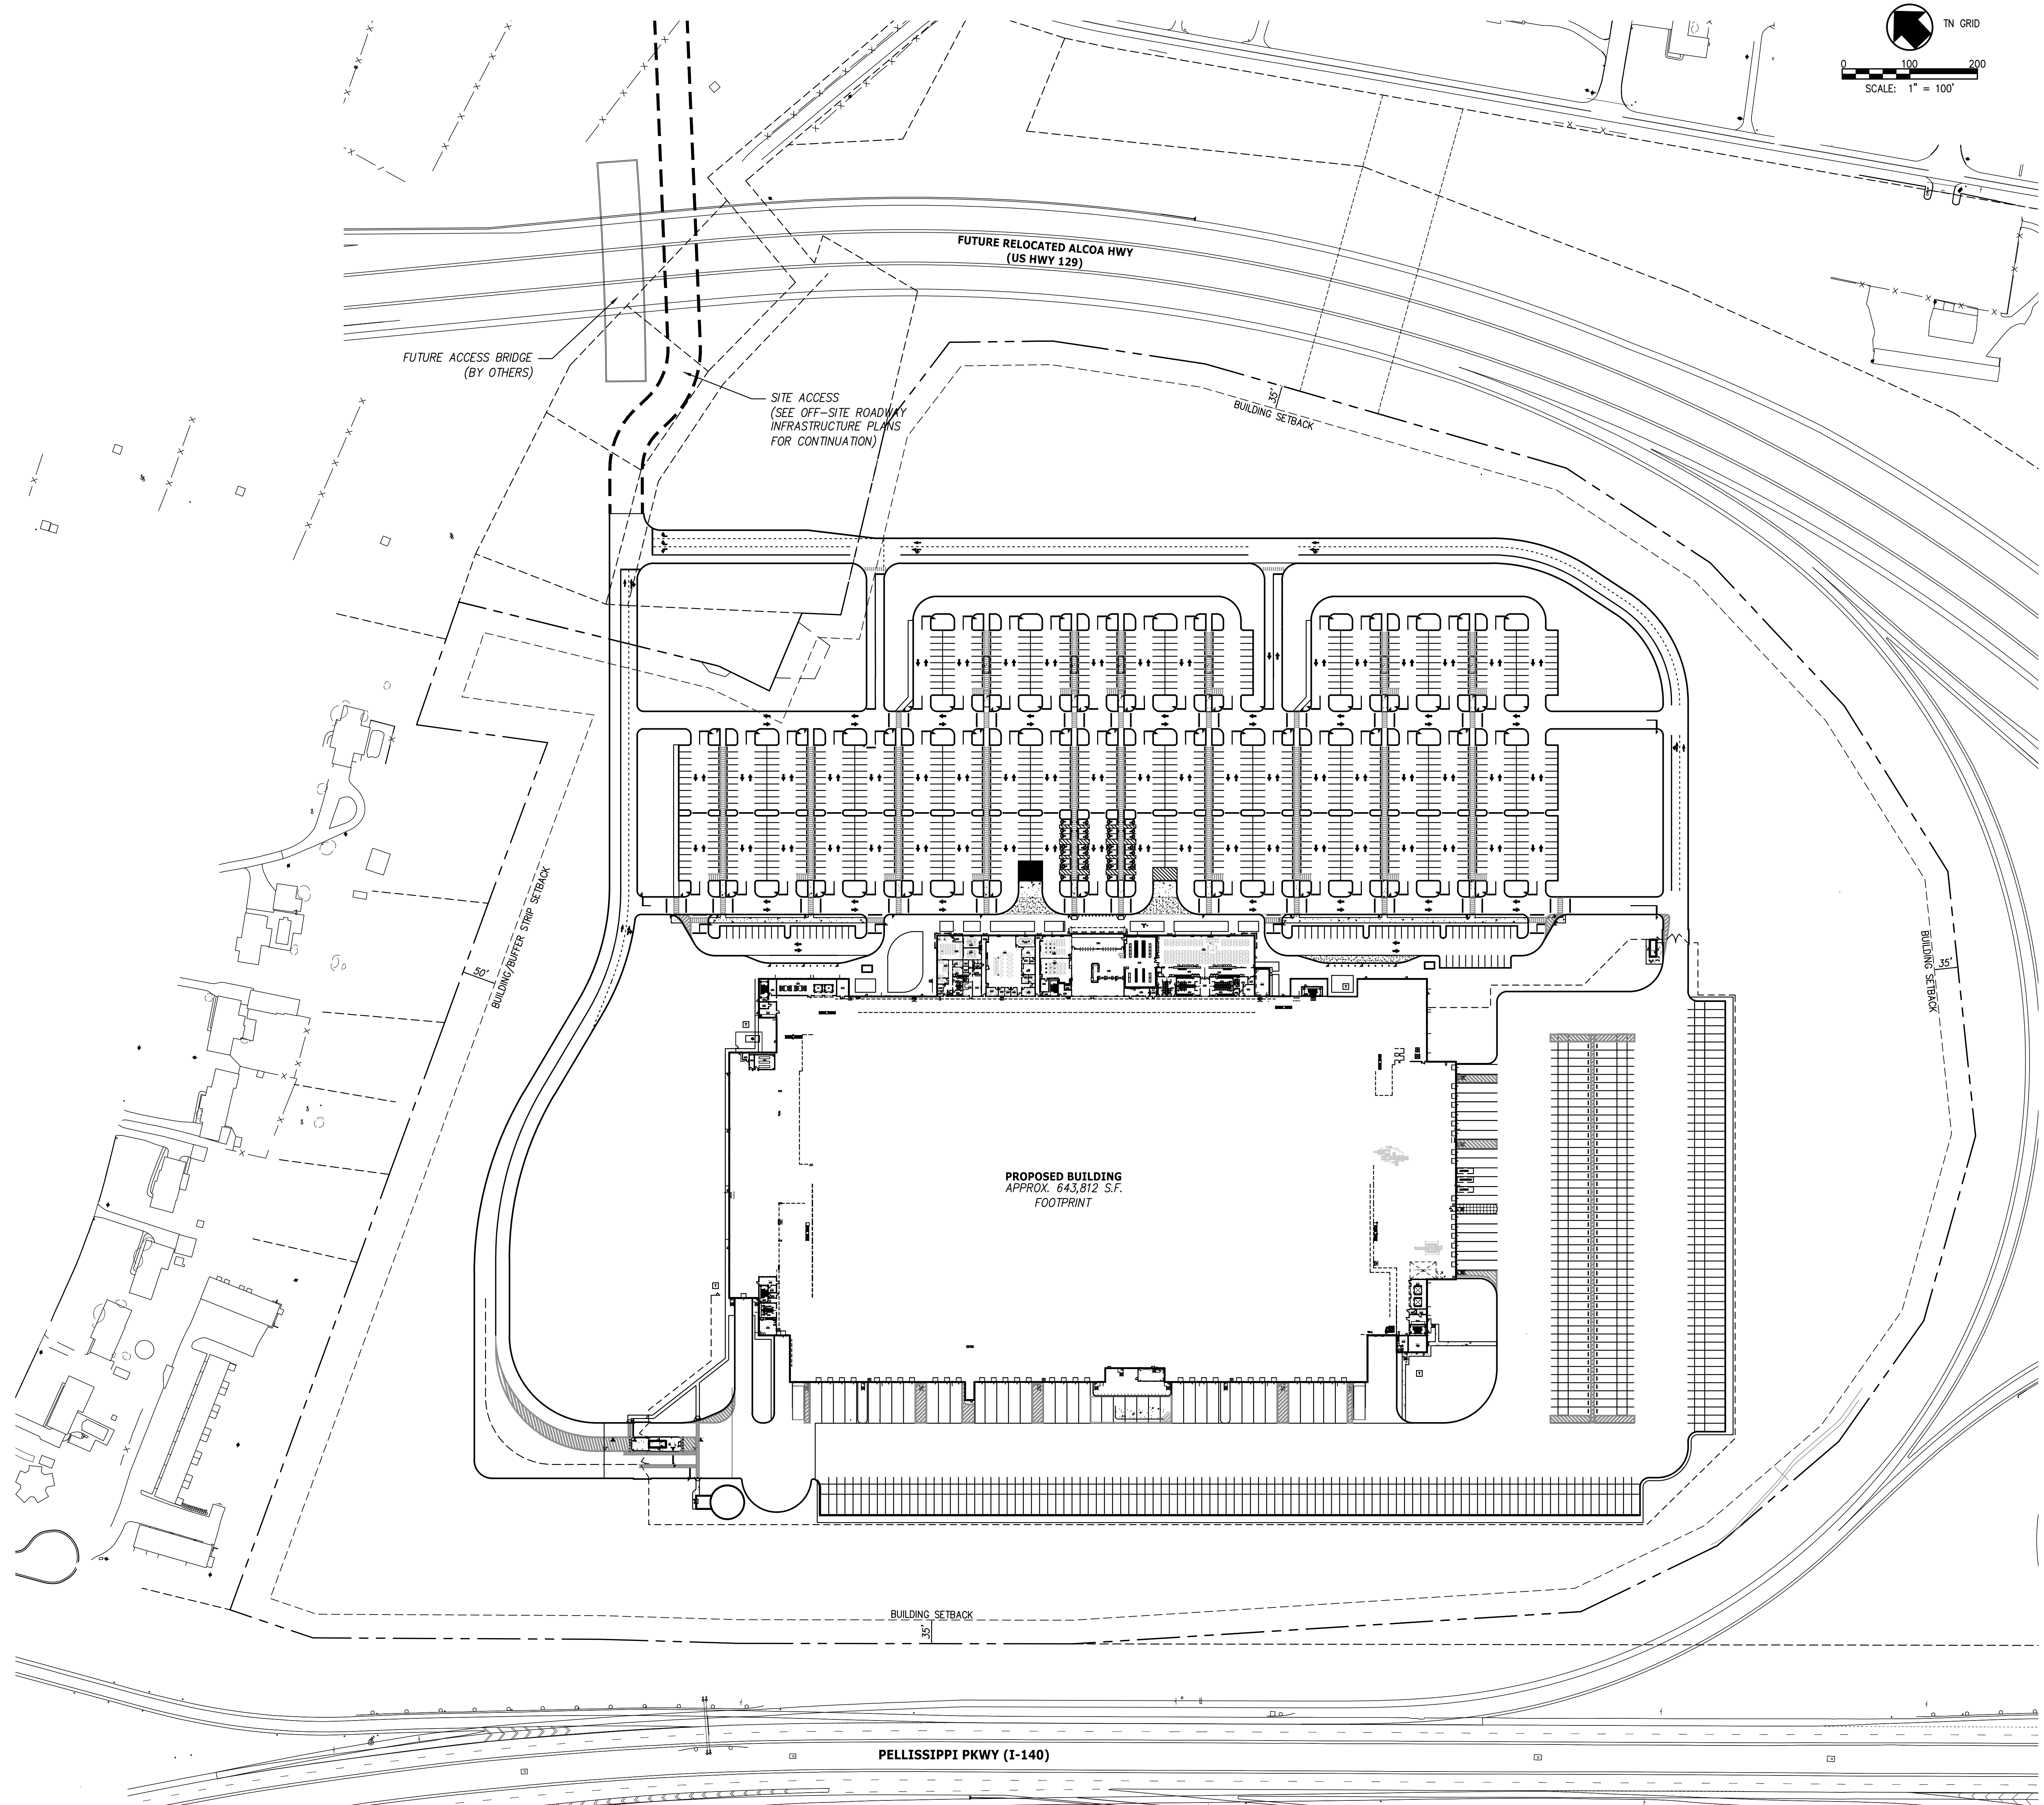 TN GRID
0 100 200
SCALE: 1" = 100'
FUTURE RELOCATED ALCOA HWY
(US HWY 129)
FUTURE ACCESS BRIDGE
(BY OTHERS)
SITE ACCESS
(SEE OFF-SITE ROADWAY
INFRASTRUCTURE PLANS
FOR CONTINUATION)
35'
BUILDING SETBACK
50'
BUILDING/BUFFER STRIP SETBACK
BUILDING SETBACK
35'
PROPOSED BUILDING
APPROX. 643,812 S.F.
FOOTPRINT
BUILDING SETBACK
35'
PELLISSIPPI PKWY (I-140)